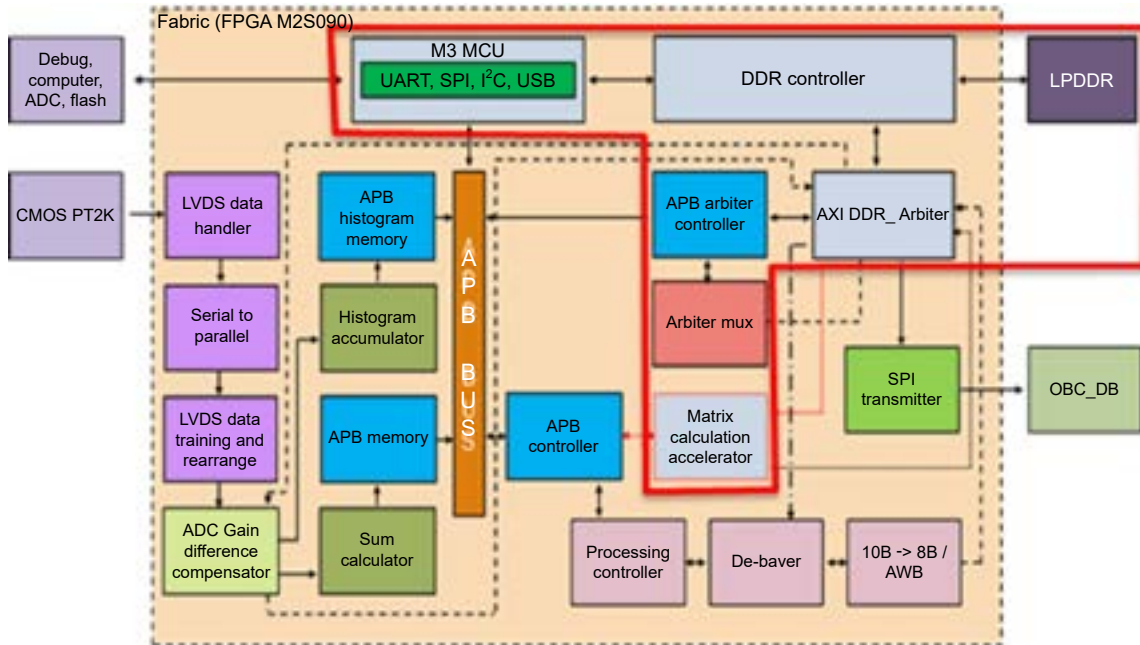 Fabric (FPGA M2S090)
Debug,
computer,
ADC, flash
M3 MCU
UART, SPI, I²C, USB
DDR controller
LPDDR
CMOS PT2K
LVDS data
handler
APB
histogram
memory
APB arbiter
controller
AXI DDR_ Arbiter
Serial to
parallel
Histogram
accumulator
APB BUS
Arbiter mux
SPI
transmitter
OBC_DB
LVDS data
training and
rearrange
APB memory
APB
controller
Matrix
calculation
accelerator
ADC Gain
difference
compensator
Sum
calculator
Processing
controller
De-baver
10B -> 8B /
AWB